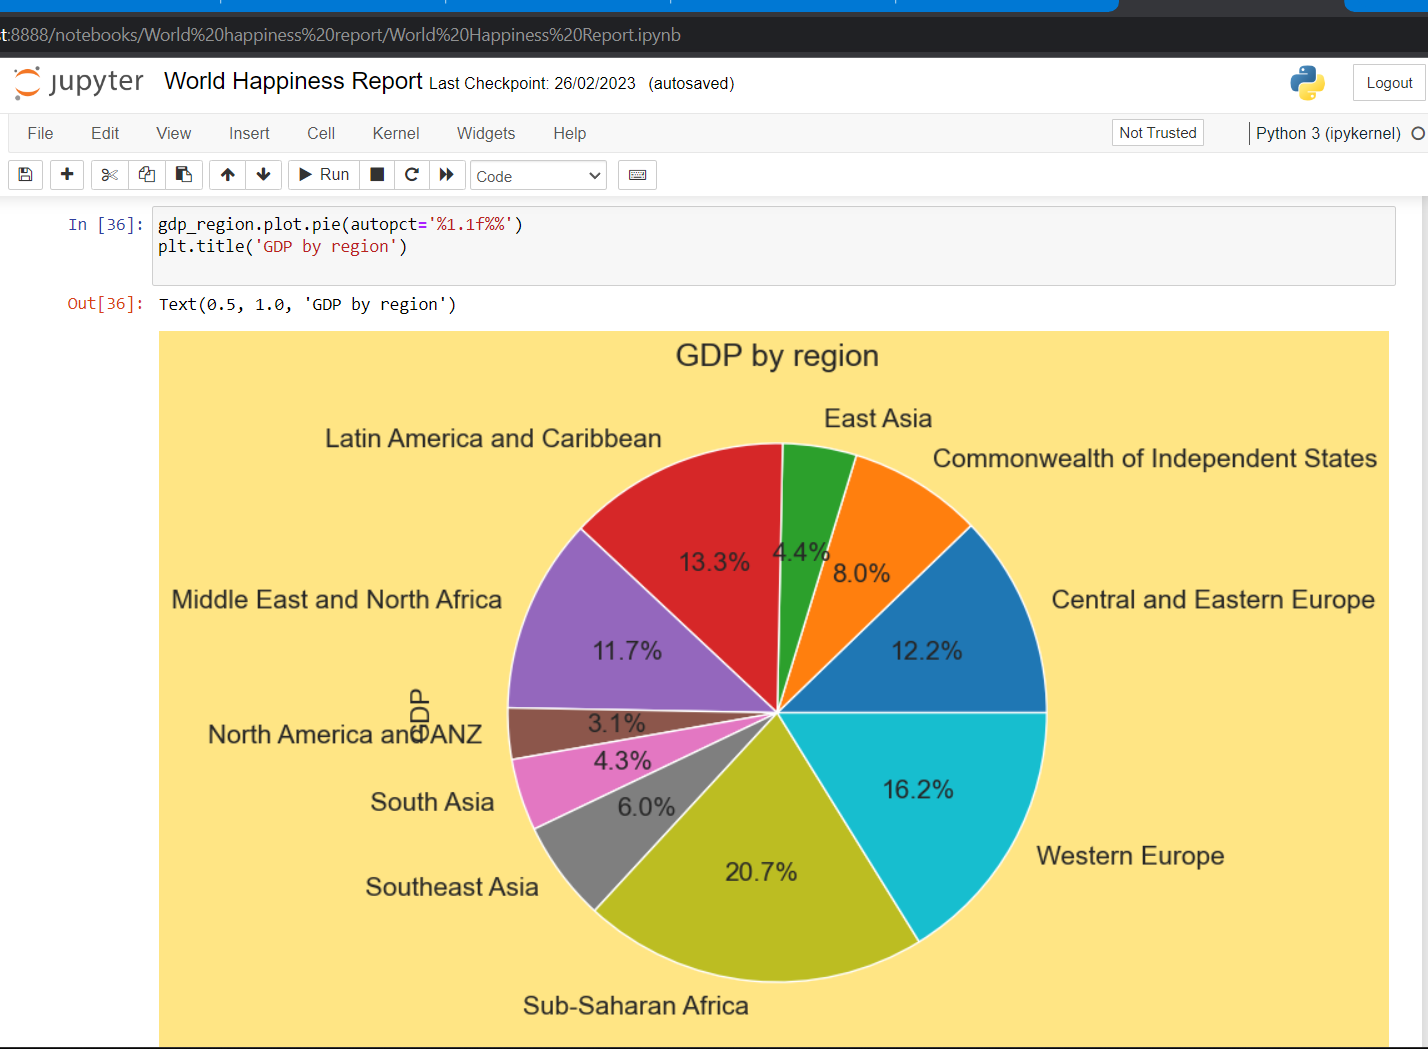 t:8888/notebooks/World%20happiness%20report/World%20Happiness%20Report.ipynb
jupyter World Happiness Report Last Checkpoint: 26/02/2023 (autosaved)
Logout
File Edit View Insert Cell Kernel Widgets Help
Not Trusted
Python 3 (ipykernel)
Run
Code
In [36]: gdp_region.plot.pie(autopct='%1.1f%%')
plt.title('GDP by region')
Out[36]: Text(0.5, 1.0, 'GDP by region')
GDP by region
East Asia
Latin America and Caribbean
Commonwealth of Independent States
13.3%
4.4%
8.0%
Middle East and North Africa
Central and Eastern Europe
11.7%
12.2%
GDP
3.1%
North America and ANZ
4.3%
16.2%
South Asia
6.0%
Western Europe
20.7%
Southeast Asia
Sub-Saharan Africa